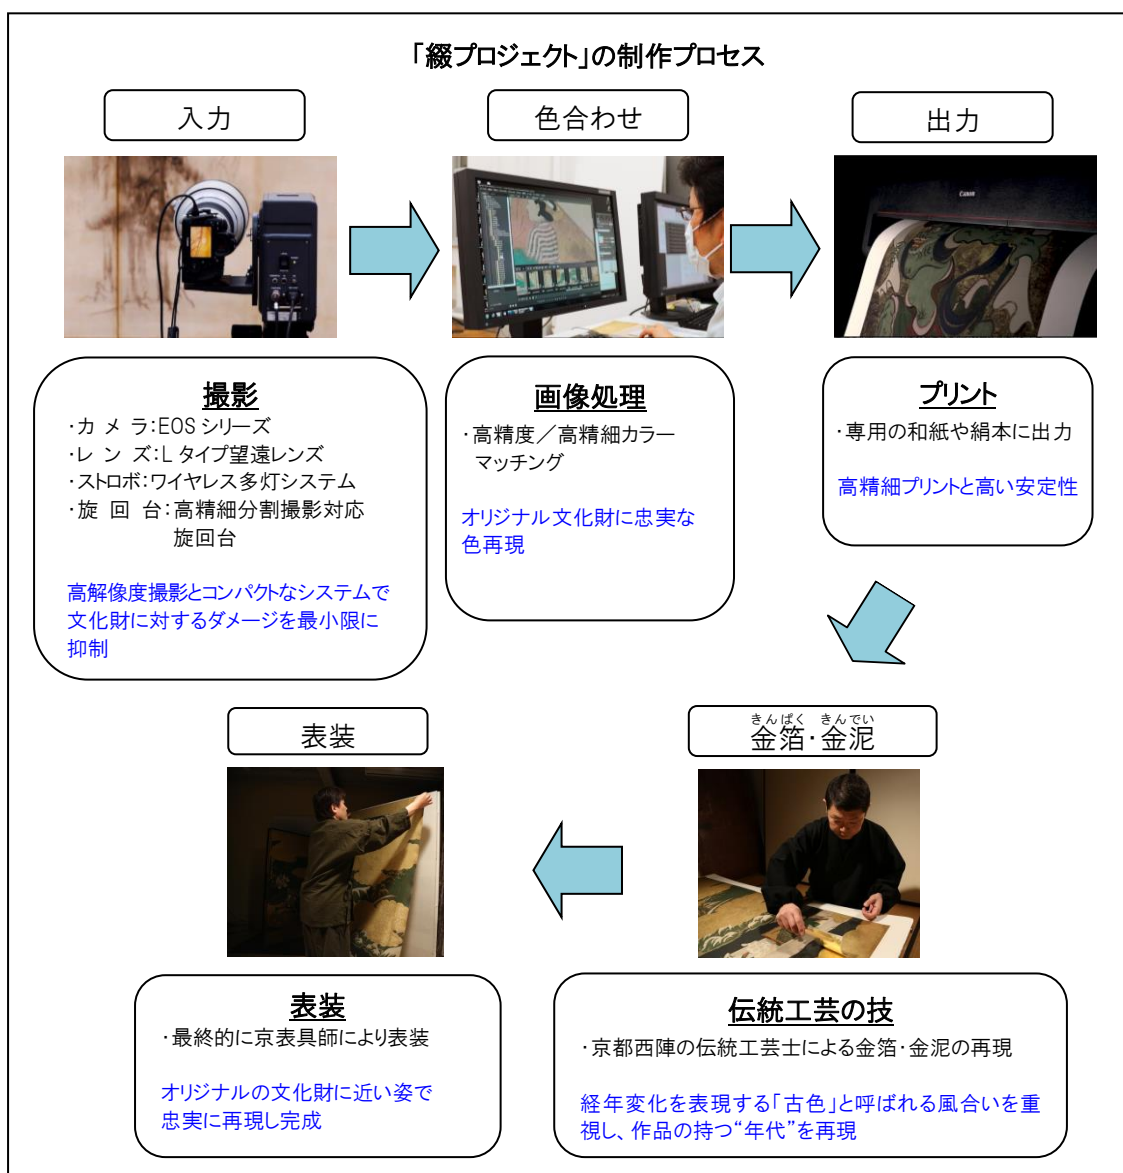 「綴プロジェクト」の制作プロセス
入力
色合わせ
出力
Canon
撮影
・カ メ ラ：EOS シリーズ
・レ ン ズ：L タイプ望遠レンズ
・ストロボ：ワイヤレス多灯システム
・旋 回 台：高精細分割撮影対応
旋回台
高解像度撮影とコンパクトなシステムで
文化財に対するダメージを最小限に
抑制
画像処理
・高精度／高精細カラー
マッチング
オリジナル文化財に忠実な
色再現
プリント
・専用の和紙や絹本に出力
高精細プリントと高い安定性
きんぱく きんでい
金箔・金泥
伝統工芸の技
・京都西陣の伝統工芸士による金箔・金泥の再現
経年変化を表現する「古色」と呼ばれる風合いを重
視し、作品の持つ“年代”を再現
表装
表装
・最終的に京表具師により表装
オリジナルの文化財に近い姿で
忠実に再現し完成